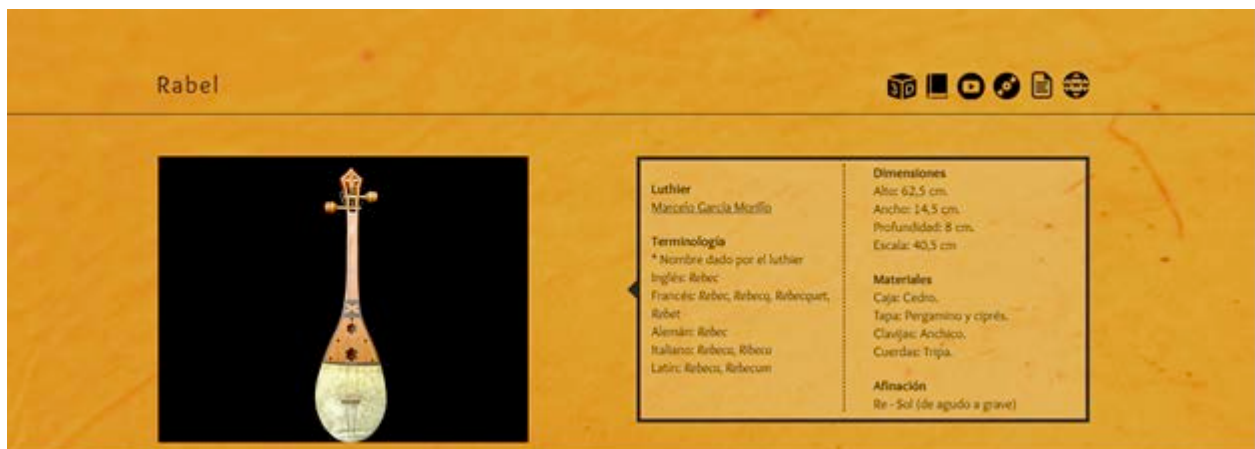 Rabel
3D
Luthier
Marcelo García Morillo
Terminología
* Nombre dado por el luthier
Inglés: Rebec
Francés: Rebec, Rebecq, Rebecquet,
Rebet
Alemán: Rebec
Italiano: Rebeca, Ribeca
Latín: Rebeca, Rebecum
Dimensiones
Alto: 62,5 cm.
Ancho: 14,5 cm.
Profundidad: 8 cm.
Escala: 40,5 cm
Materiales
Caja: Cedro.
Tapa: Pergamino y ciprés.
Clavijas: Anchico.
Cuerdas: Tripa.
Afinación
Re - Sol (de agudo a grave)